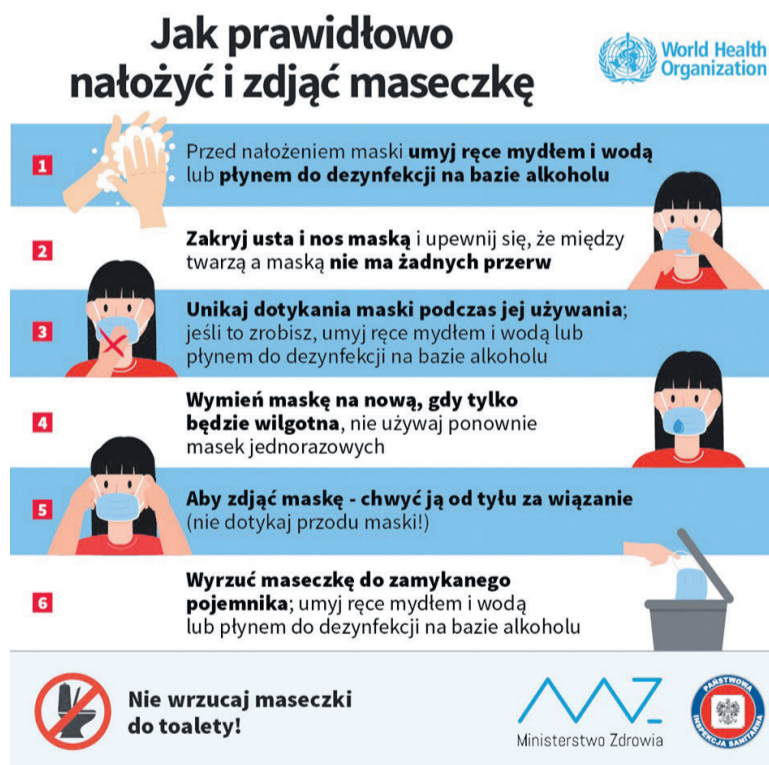 Jak prawidłowo
nałożyć i zdjąć maseczkę
World Health
Organization
1
Przed nałożeniem maski umyj ręce mydłem i wodą
lub płynem do dezynfekcji na bazie alkoholu
2
Zakryj usta i nos maską i upewnij się, że między
twarzą a maską nie ma żadnych przerw
3
Unikaj dotykania maski podczas jej używania;
jeśli to zrobisz, umyj ręce mydłem i wodą lub
płynem do dezynfekcji na bazie alkoholu
4
Wymień maskę na nową, gdy tylko
będzie wilgotna, nie używaj ponownie
masek jednorazowych
5
Aby zdjąć maskę - chwyć ją od tyłu za wiązanie
(nie dotykaj przodu maski!)
6
Wyrzuć maseczkę do zamykanego
pojemnika; umyj ręce mydłem i wodą
lub płynem do dezynfekcji na bazie alkoholu
Nie wrzucaj maseczki
do toalety!
MZ
Ministerstwo Zdrowia
PAŃSTWOWA
INSPEKCJA SANITARNA